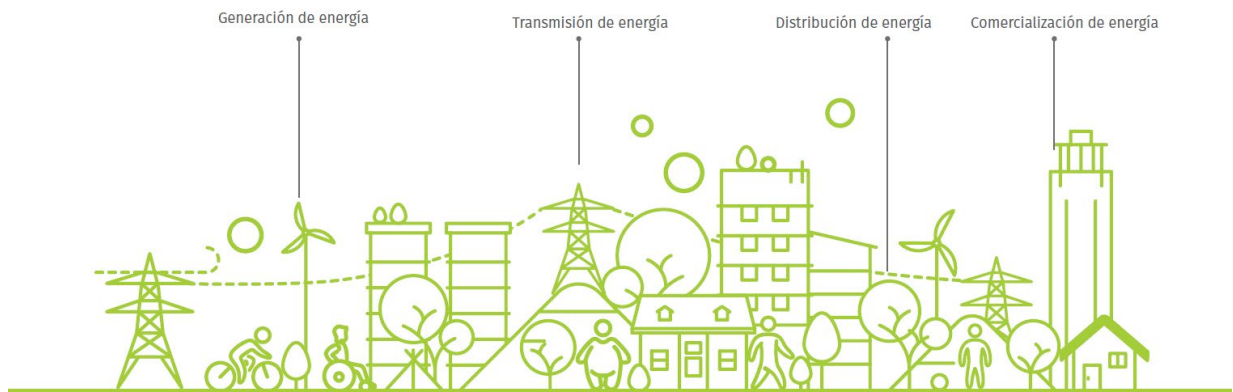 Generación de energía
Transmisión de energía
Distribución de energía
Comercialización de energía